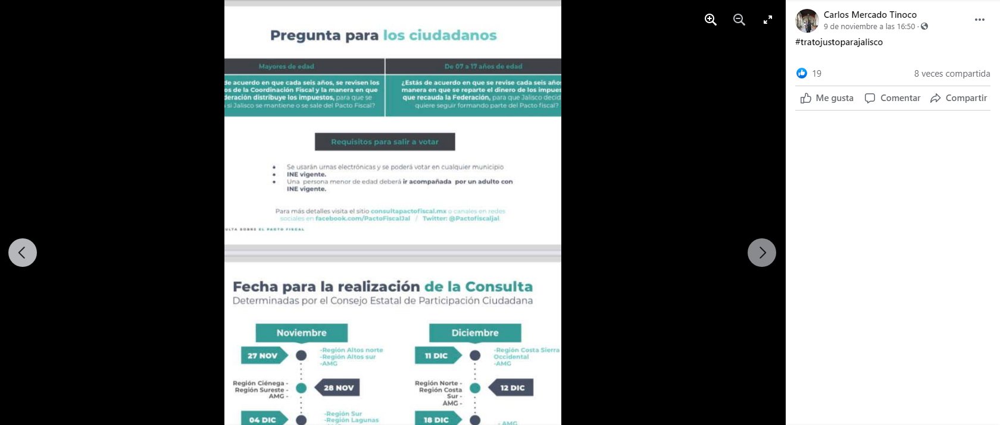 Pregunta para los ciudadanos
Mayores de edad
De 07 a 17 años de edad
de acuerdo en que cada seis años, se revisen los
os de la Coordinación Fiscal y la manera en que
deración distribuye los impuestos, para que se
si Jalisco se mantiene o se sale del Pacto Fiscal?
¿Estás de acuerdo en que se revise cada seis años
manera en que se reparte el dinero de los impues
que recauda la Federación, para que Jalisco decid
quiere seguir formando parte del Pacto fiscal?
Requisitos para salir a votar
• Se usarán urnas electrónicas y se poderá votar en cualquier municipio
• INE vigente.
• Una persona menor de edad deberá ir acompañada por un adulto con
INE vigente.
Para más detalles visita el sitio consultapactofiscal.mx o canales en redes
sociales en facebook.com/PactoFiscalJal / Twitter: @Pactofiscaljal
ULTA SOBRE EL PACTO FISCAL
Fecha para la realización de la Consulta
Determinadas por el Consejo Estatal de Participación Ciudadana
Noviembre
27 NOV
-Región Altos norte
-Región Altos sur
-AMG
Región Ciénega -
Región Sureste -
AMG -
28 NOV
04 DIC
-Región Sur
-Región Lagunas
Diciembre
11 DIC
-Región Costa Sierra
Occidental
-AMG
Región Norte -
Región Costa
Sur -
AMG -
12 DIC
18 DIC
- AMG
Carlos Mercado Tinoco
9 de noviembre a las 16:50 ·
#tratojustoparajalisco
19
8 veces compartida
Me gusta
Comentar
Compartir